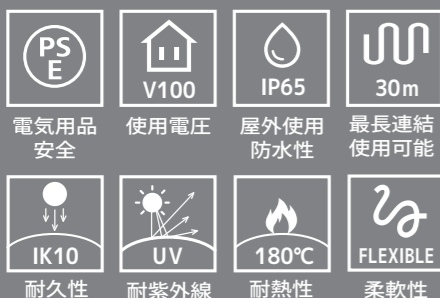 PS
E
電気用品
安全
V100
使用電圧
IP65
屋外使用
防水性
30m
最長連結
使用可能
IK10
耐久性
UV
耐紫外線
180℃
耐熱性
FLEXIBLE
柔軟性